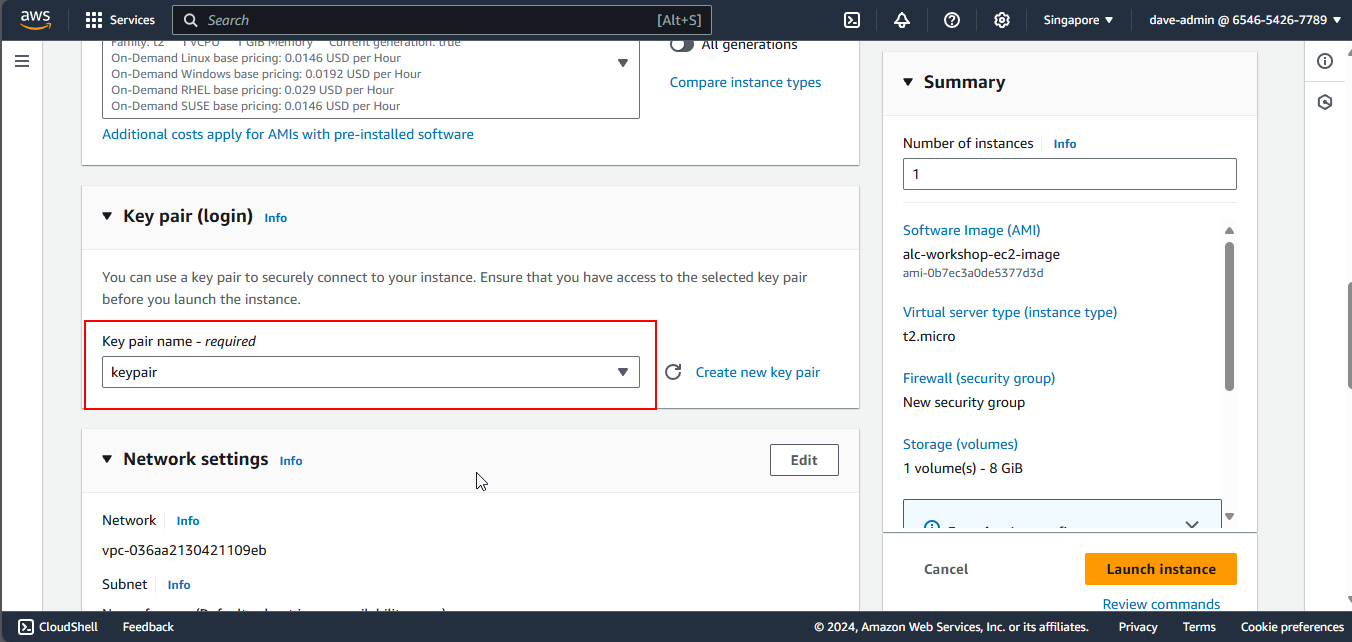 aws
Services
Search
[Alt+S]
Singapore
dave-admin @ 6546-5426-7789
Family: t2 1 vCPU 1 GiB Memory Current generation: true
On-Demand Linux base pricing: 0.0146 USD per Hour
On-Demand Windows base pricing: 0.0192 USD per Hour
On-Demand RHEL base pricing: 0.029 USD per Hour
On-Demand SUSE base pricing: 0.0146 USD per Hour
All generations
Compare instance types
Additional costs apply for AMIs with pre-installed software
Key pair (login) Info
You can use a key pair to securely connect to your instance. Ensure that you have access to the selected key pair
before you launch the instance.
Key pair name - required
keypair
Create new key pair
Network settings Info
Edit
Network Info
vpc-036aa2130421109eb
Subnet Info
Summary
Number of instances Info
1
Software Image (AMI)
alc-workshop-ec2-image
ami-0b7ec3a0de5377d3d
Virtual server type (instance type)
t2.micro
Firewall (security group)
New security group
Storage (volumes)
1 volume(s) - 8 GiB
Cancel
Launch instance
Review commands
CloudShell
Feedback
© 2024, Amazon Web Services, Inc. or its affiliates.
Privacy
Terms
Cookie preferences